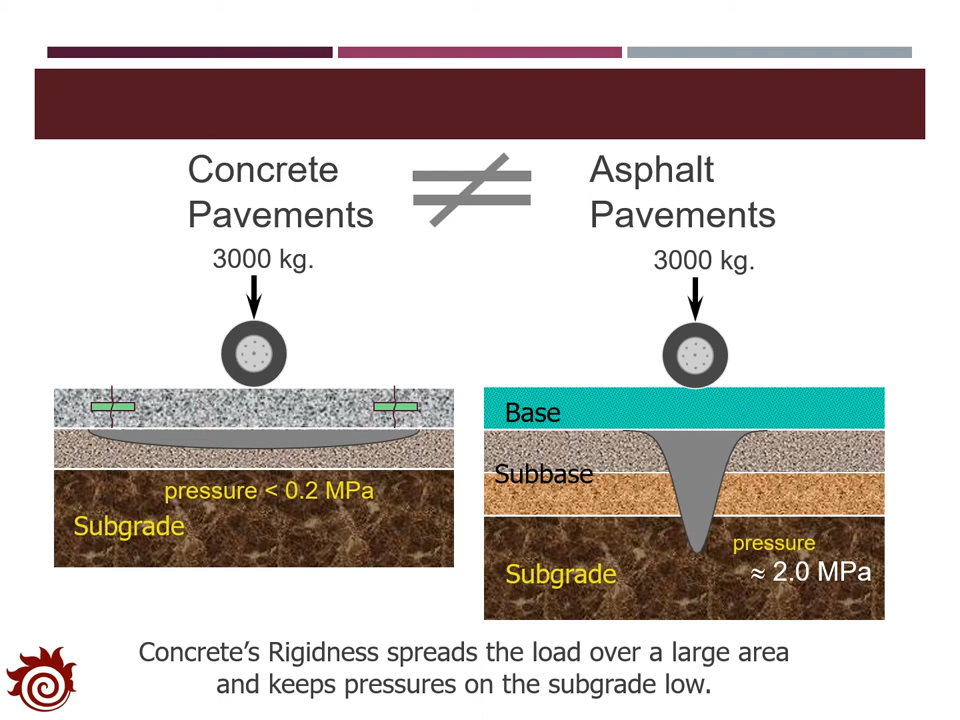 Concrete
Pavements
3000 kg.
Asphalt
Pavements
3000 kg.
pressure < 0.2 MPa
Subgrade
Base
Subbase
Subgrade
pressure
≈ 2.0 MPa
Concrete’s Rigidness spreads the load over a large area
and keeps pressures on the subgrade low.